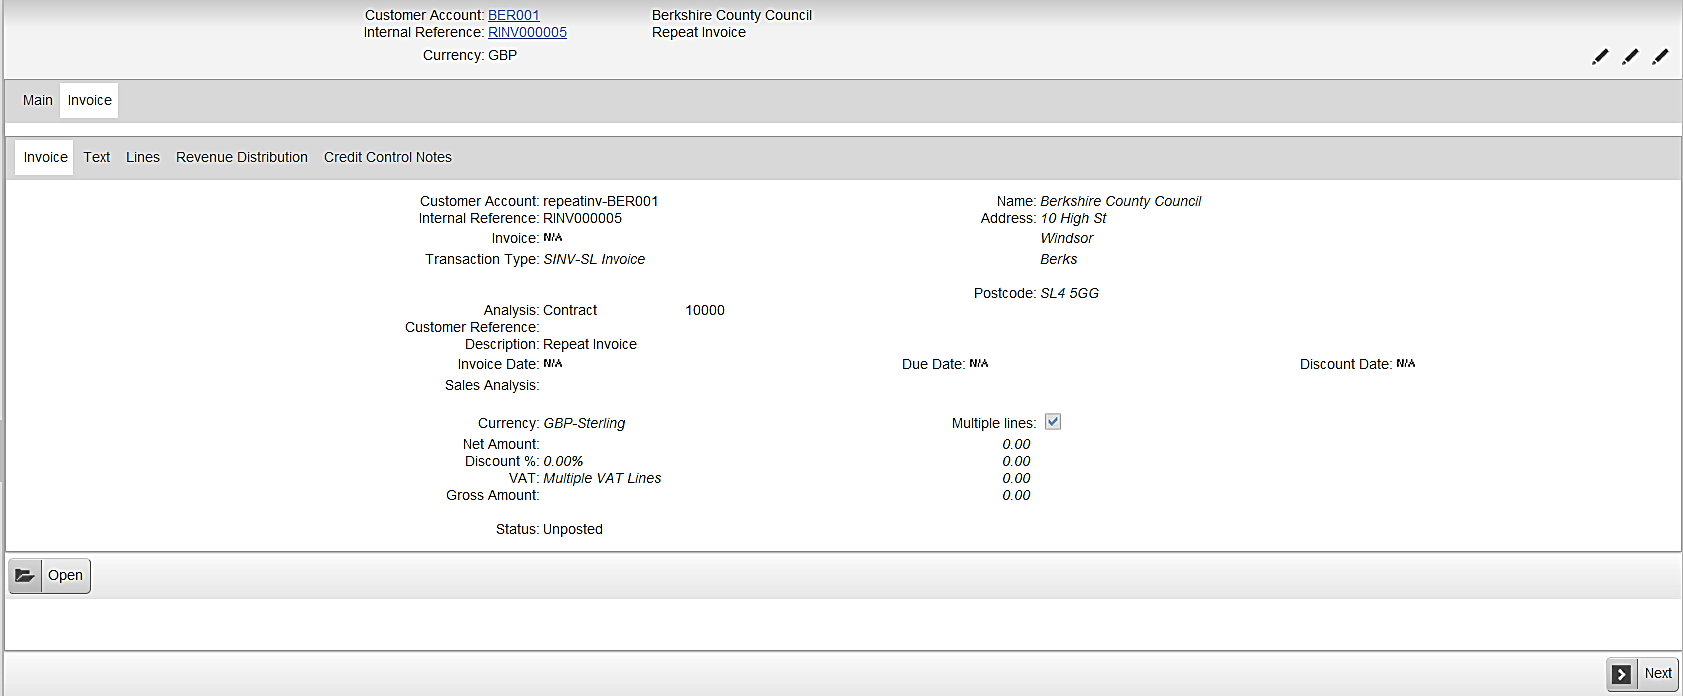 Customer Account: BER001 Berkshire County Council
Internal Reference: RINV000005 Repeat Invoice
Currency: GBP
Main Invoice
Invoice Text Lines Revenue Distribution Credit Control Notes
Customer Account: repeatinv-BER001 Name: Berkshire County Council
Internal Reference: RINV000005 Address: 10 High St
Invoice: N/A Windsor
Transaction Type: SINV-SL Invoice Berks
Postcode: SL4 5GG
Analysis: Contract 10000
Customer Reference:
Description: Repeat Invoice
Invoice Date: N/A Due Date: N/A Discount Date: N/A
Sales Analysis:
Currency: GBP-Sterling Multiple lines:
Net Amount: 0.00
Discount %: 0.00% 0.00
VAT: Multiple VAT Lines 0.00
Gross Amount: 0.00
Status: Unposted
Open
Next